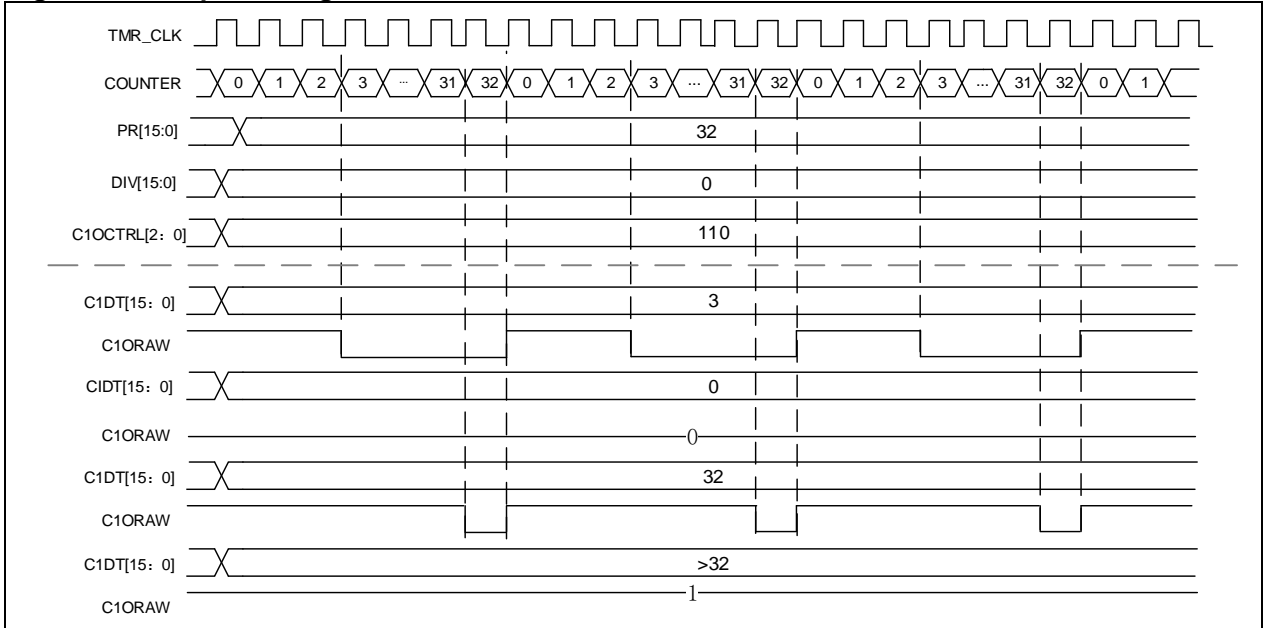 TMR_CLK
COUNTER 0 1 2 3 ... 31 32 0 1 2 3 ... 31 32 0 1 2 3 ... 31 32 0 1
PR[15:0] 32
DIV[15:0] 0
C1OCTRL[2：0] 110
C1DT[15：0] 3
C1ORAW
CIDT[15：0] 0
C1ORAW 0
C1DT[15：0] 32
C1ORAW
C1DT[15：0] >32
C1ORAW 1